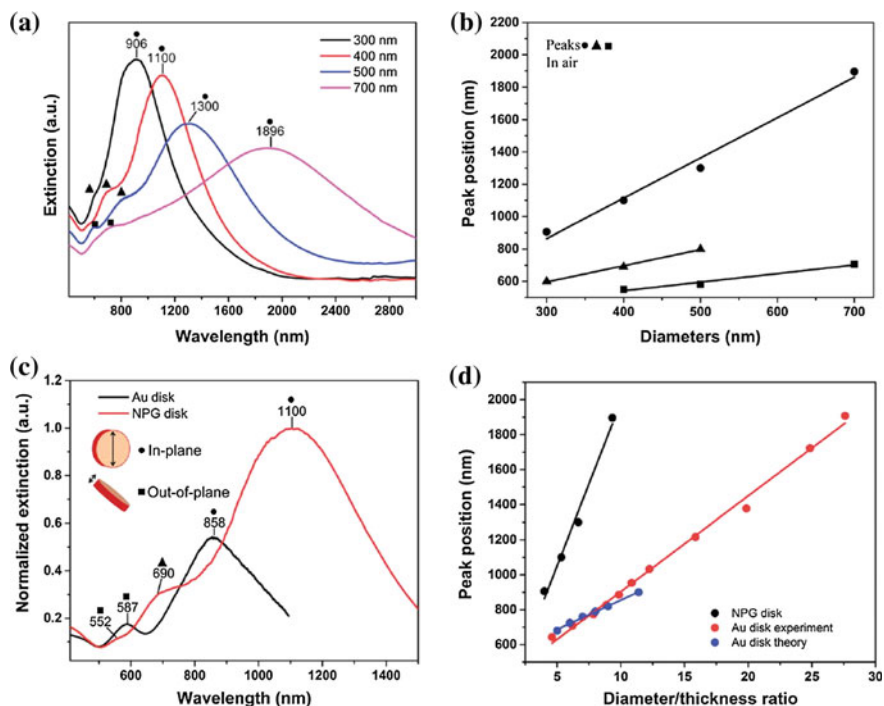 (a)
906
1100
1300
1896
300 nm
400 nm
500 nm
700 nm
Extinction (a.u.)
800 1200 1600 2000 2400 2800
Wavelength (nm)
(b)
Peaks
In air
Peak position (nm)
2000
1800
1600
1400
1200
1000
800
600
300 400 500 600 700
Diameters (nm)
(c)
Au disk
NPG disk
In-plane
Out-of-plane
1100
858
690
587
552
Normalized extinction (a.u.)
1.2
1.0
0.8
0.6
0.4
0.2
600 800 1000 1200 1400
Wavelength (nm)
(d)
Peak position (nm)
2000
1800
1600
1400
1200
1000
800
600
NPG disk
Au disk experiment
Au disk theory
5 10 15 20 25 30
Diameter/thickness ratio